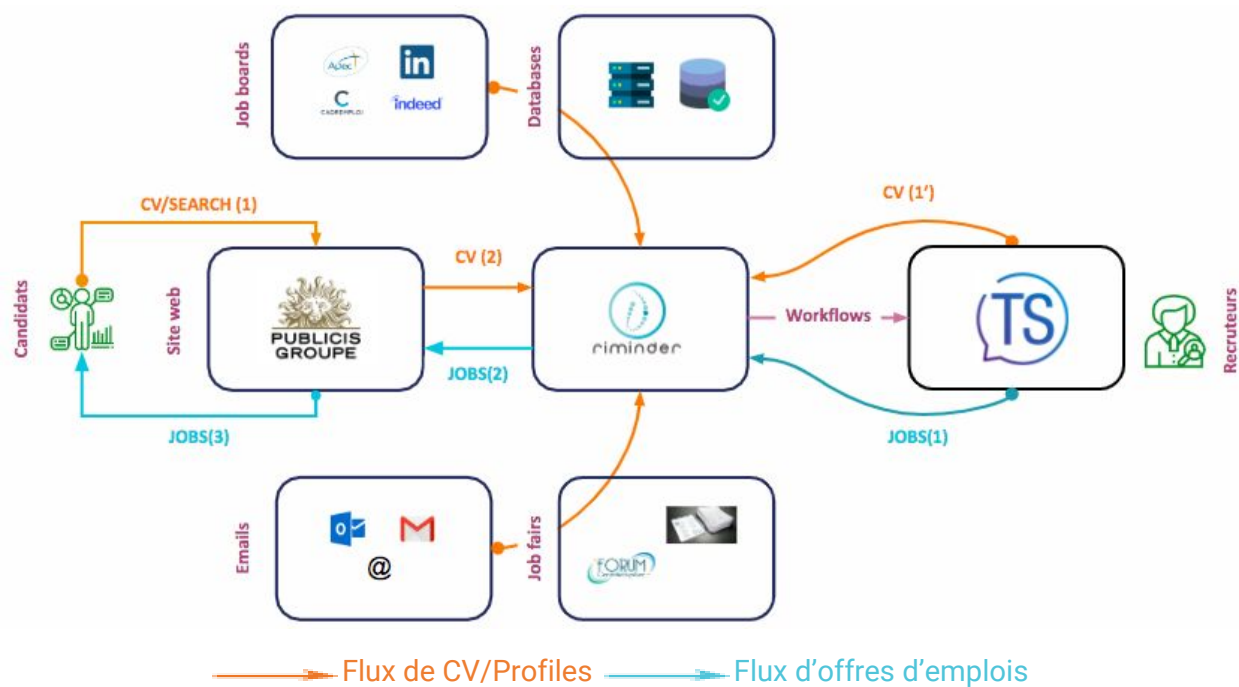 Job boards
Apec
in
CADREMPLOI
indeed
Databases
CV/SEARCH (1)
CV (1')
Candidats
Site web
PUBLICIS
GROUPE
CV (2)
JOBS(2)
riminder
Workflows
TS
Recruteurs
JOBS(3)
JOBS(1)
Emails
O
M
@
Job fairs
FORUM
Flux de CV/Profiles
Flux d'offres d'emplois